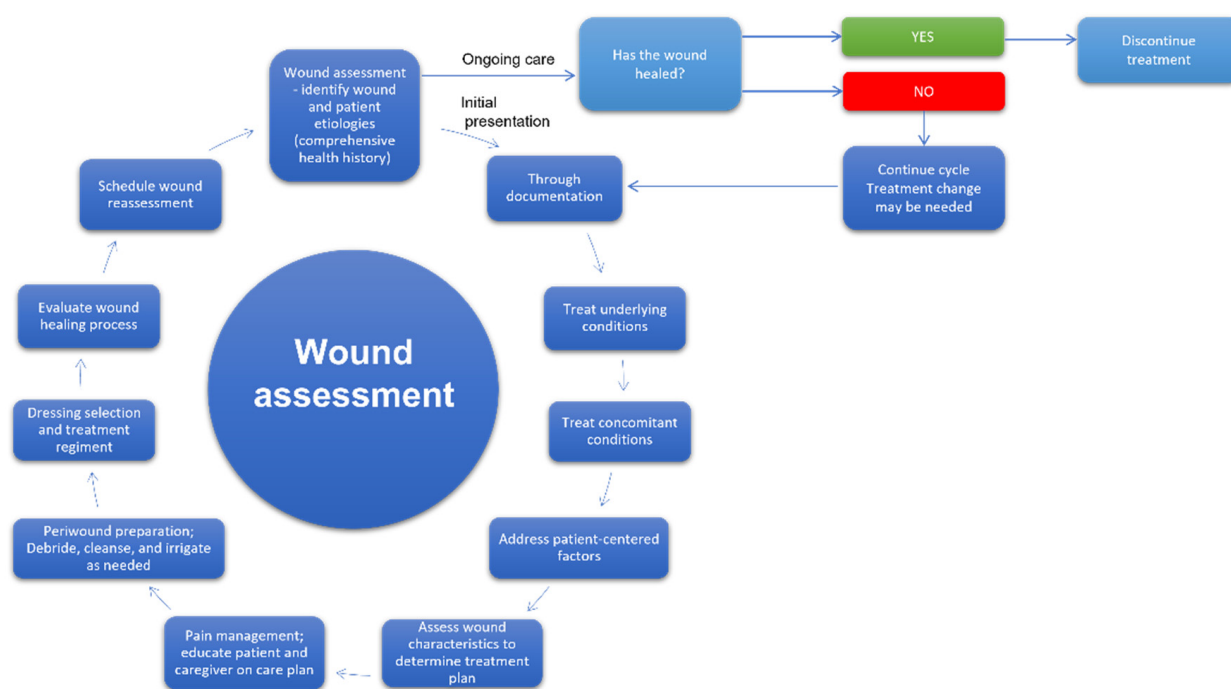 Wound assessment
- identify wound
and patient
etiologies
(comprehensive
health history)
Ongoing care
Initial
presentation
Has the wound
healed?
YES
NO
Discontinue
treatment
Continue cycle
Treatment change
may be needed
Through
documentation
Treat underlying
conditions
Treat concomitant
conditions
Address patient-centered
factors
Assess wound
characteristics to
determine treatment
plan
Pain management;
educate patient and
caregiver on care plan
Periwound preparation;
Debride, cleanse, and irrigate
as needed
Dressing selection
and treatment
regiment
Evaluate wound
healing process
Schedule wound
reassessment
Wound
assessment